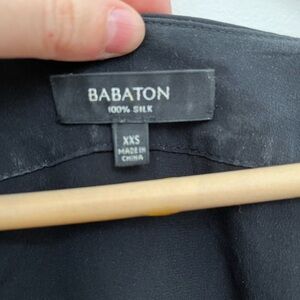 BABATON
100% SILK
XXS
MADE IN
CHINA